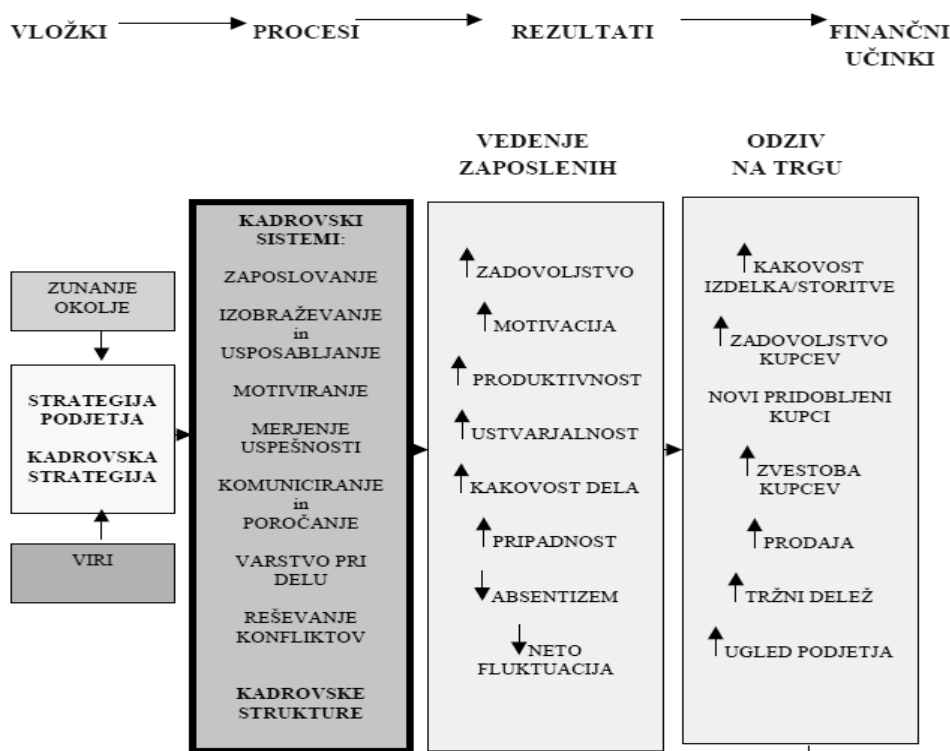 VLOŽKI
PROCESI
REZULTATI
FINANČNI
UČINKI
VEDENJE
ZAPOSLENIH
ODZIV
NA TRGU
ZUNANJE
OKOLJE
STRATEGIJA
PODJETJA
KADROVSKA
STRATEGIJA
VIRI
KADROVSKI
SISTEMI:
ZAPOSLOVANJE
IZOBRAŽEVANJE
in
USPOSABLJANJE
MOTIVIRANJE
MERJENJE
USPEŠNOSTI
KOMUNICIRANJE
in
POROČANJE
VARSTVO PRI
DELU
REŠEVANJE
KONFLIKTOV
KADROVSKE
STRUKTURE
ZADOVOLJSTVO
MOTIVACIJA
PRODUKTIVNOST
USTVARJALNOST
KAKOVOST DELA
PRIPADNOST
ABSENTIZEM
NETO
FLUKTUACIJA
KAKOVOST
IZDELKA/STORITVE
ZADOVOLJSTVO
KUPCEV
NOVI PRIDOBLJENI
KUPCI
ZVESTOBA
KUPCEV
PRODAJA
TRŽNI DELEŽ
UGLED PODJETJA